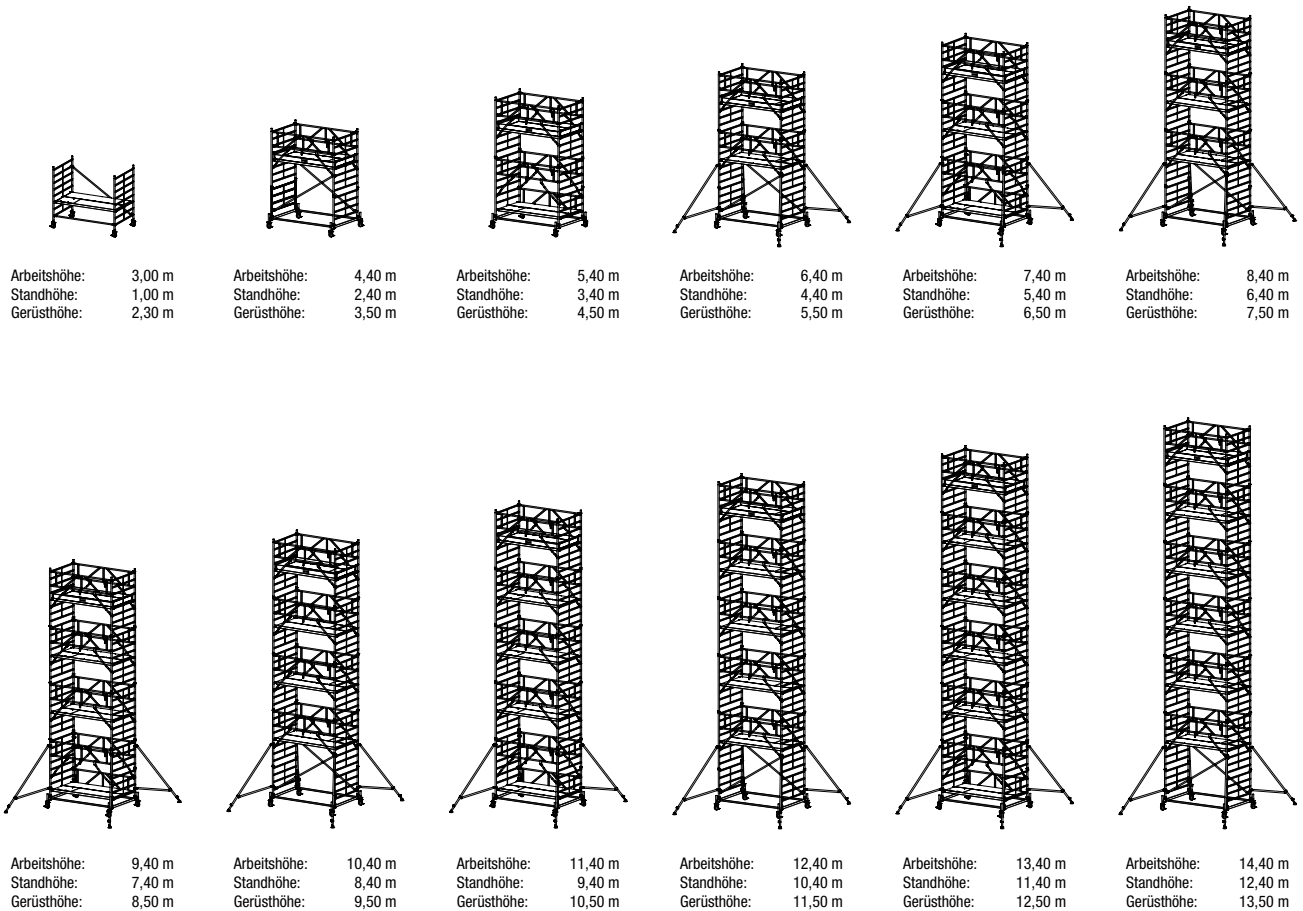 Arbeitshöhe: 3,00 m
Standhöhe: 1,00 m
Gerüsthöhe: 2,30 m
Arbeitshöhe: 4,40 m
Standhöhe: 2,40 m
Gerüsthöhe: 3,50 m
Arbeitshöhe: 5,40 m
Standhöhe: 3,40 m
Gerüsthöhe: 4,50 m
Arbeitshöhe: 6,40 m
Standhöhe: 4,40 m
Gerüsthöhe: 5,50 m
Arbeitshöhe: 7,40 m
Standhöhe: 5,40 m
Gerüsthöhe: 6,50 m
Arbeitshöhe: 8,40 m
Standhöhe: 6,40 m
Gerüsthöhe: 7,50 m
Arbeitshöhe: 9,40 m
Standhöhe: 7,40 m
Gerüsthöhe: 8,50 m
Arbeitshöhe: 10,40 m
Standhöhe: 8,40 m
Gerüsthöhe: 9,50 m
Arbeitshöhe: 11,40 m
Standhöhe: 9,40 m
Gerüsthöhe: 10,50 m
Arbeitshöhe: 12,40 m
Standhöhe: 10,40 m
Gerüsthöhe: 11,50 m
Arbeitshöhe: 13,40 m
Standhöhe: 11,40 m
Gerüsthöhe: 12,50 m
Arbeitshöhe: 14,40 m
Standhöhe: 12,40 m
Gerüsthöhe: 13,50 m